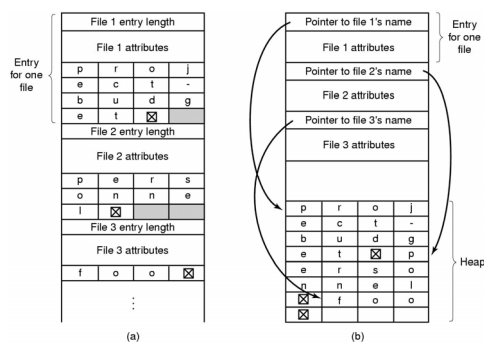 File 1 entry length
File 1 attributes
p r o j
e c t -
b u d g
e t ☒
File 2 entry length
File 2 attributes
p e r s
o n n e
l ☒
File 3 entry length
File 3 attributes
f o o ☒
⋮
Entry
for one
file
(a)
Pointer to file 1's name
File 1 attributes
Pointer to file 2's name
File 2 attributes
Pointer to file 3's name
File 3 attributes
p r o j
e c t -
b u d g
e t ☒ p
e r s o
n n e l
☒ f o o
☒
Entry
for one
file
Heap
(b)